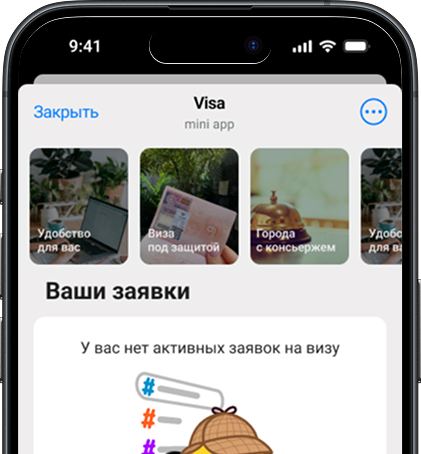 9:41
Закрыть
Visa
mini app
Удобство
для вас
Виза
под защитой
Города
с консьержем
Удобс
для ва
Ваши заявки
У вас нет активных заявок на визу
#
#
#